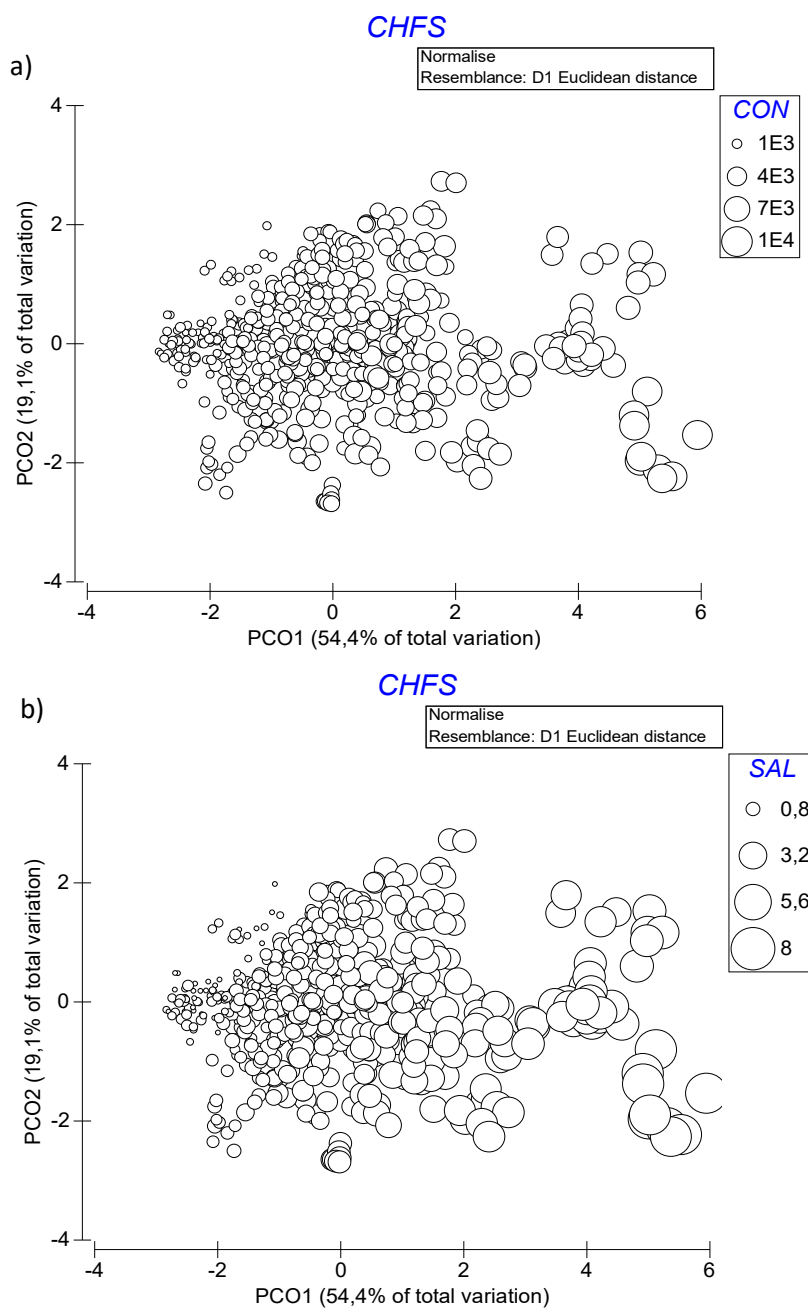 CHFS
a)
Normalise
Resemblance: D1 Euclidean distance
CON
1E3
4E3
7E3
1E4
4
2
0
-2
-4
PCO2 (19,1% of total variation)
-4 -2 0 2 4 6
PCO1 (54,4% of total variation)
CHFS
b)
Normalise
Resemblance: D1 Euclidean distance
SAL
0,8
3,2
5,6
8
4
2
0
-2
-4
PCO2 (19,1% of total variation)
-4 -2 0 2 4 6
PCO1 (54,4% of total variation)